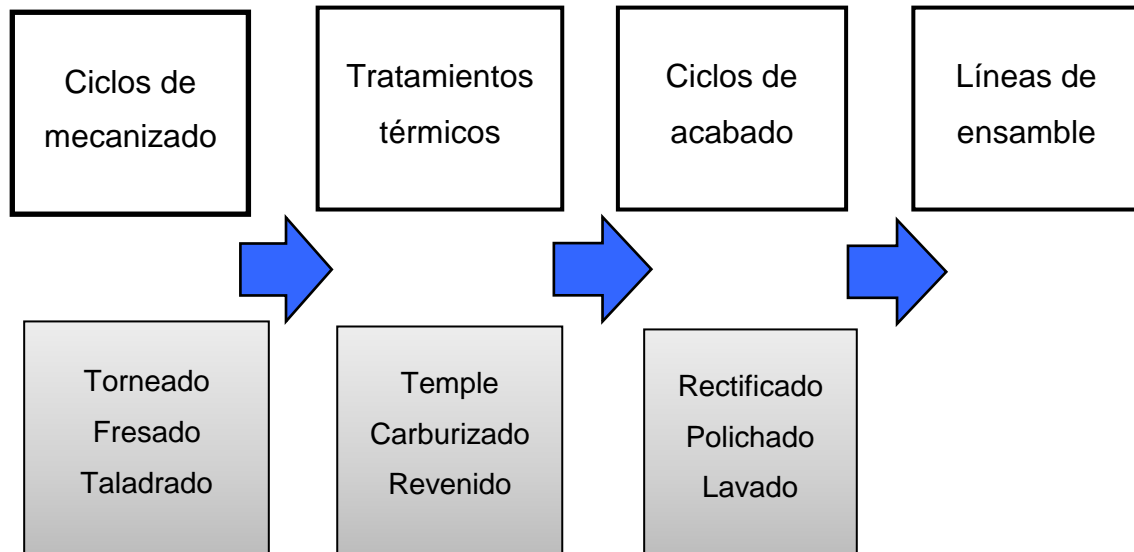 Ciclos de
mecanizado
Tratamientos
térmicos
Ciclos de
acabado
Líneas de
ensamble
Torneado
Fresado
Taladrado
Temple
Carburizado
Revenido
Rectificado
Polichado
Lavado